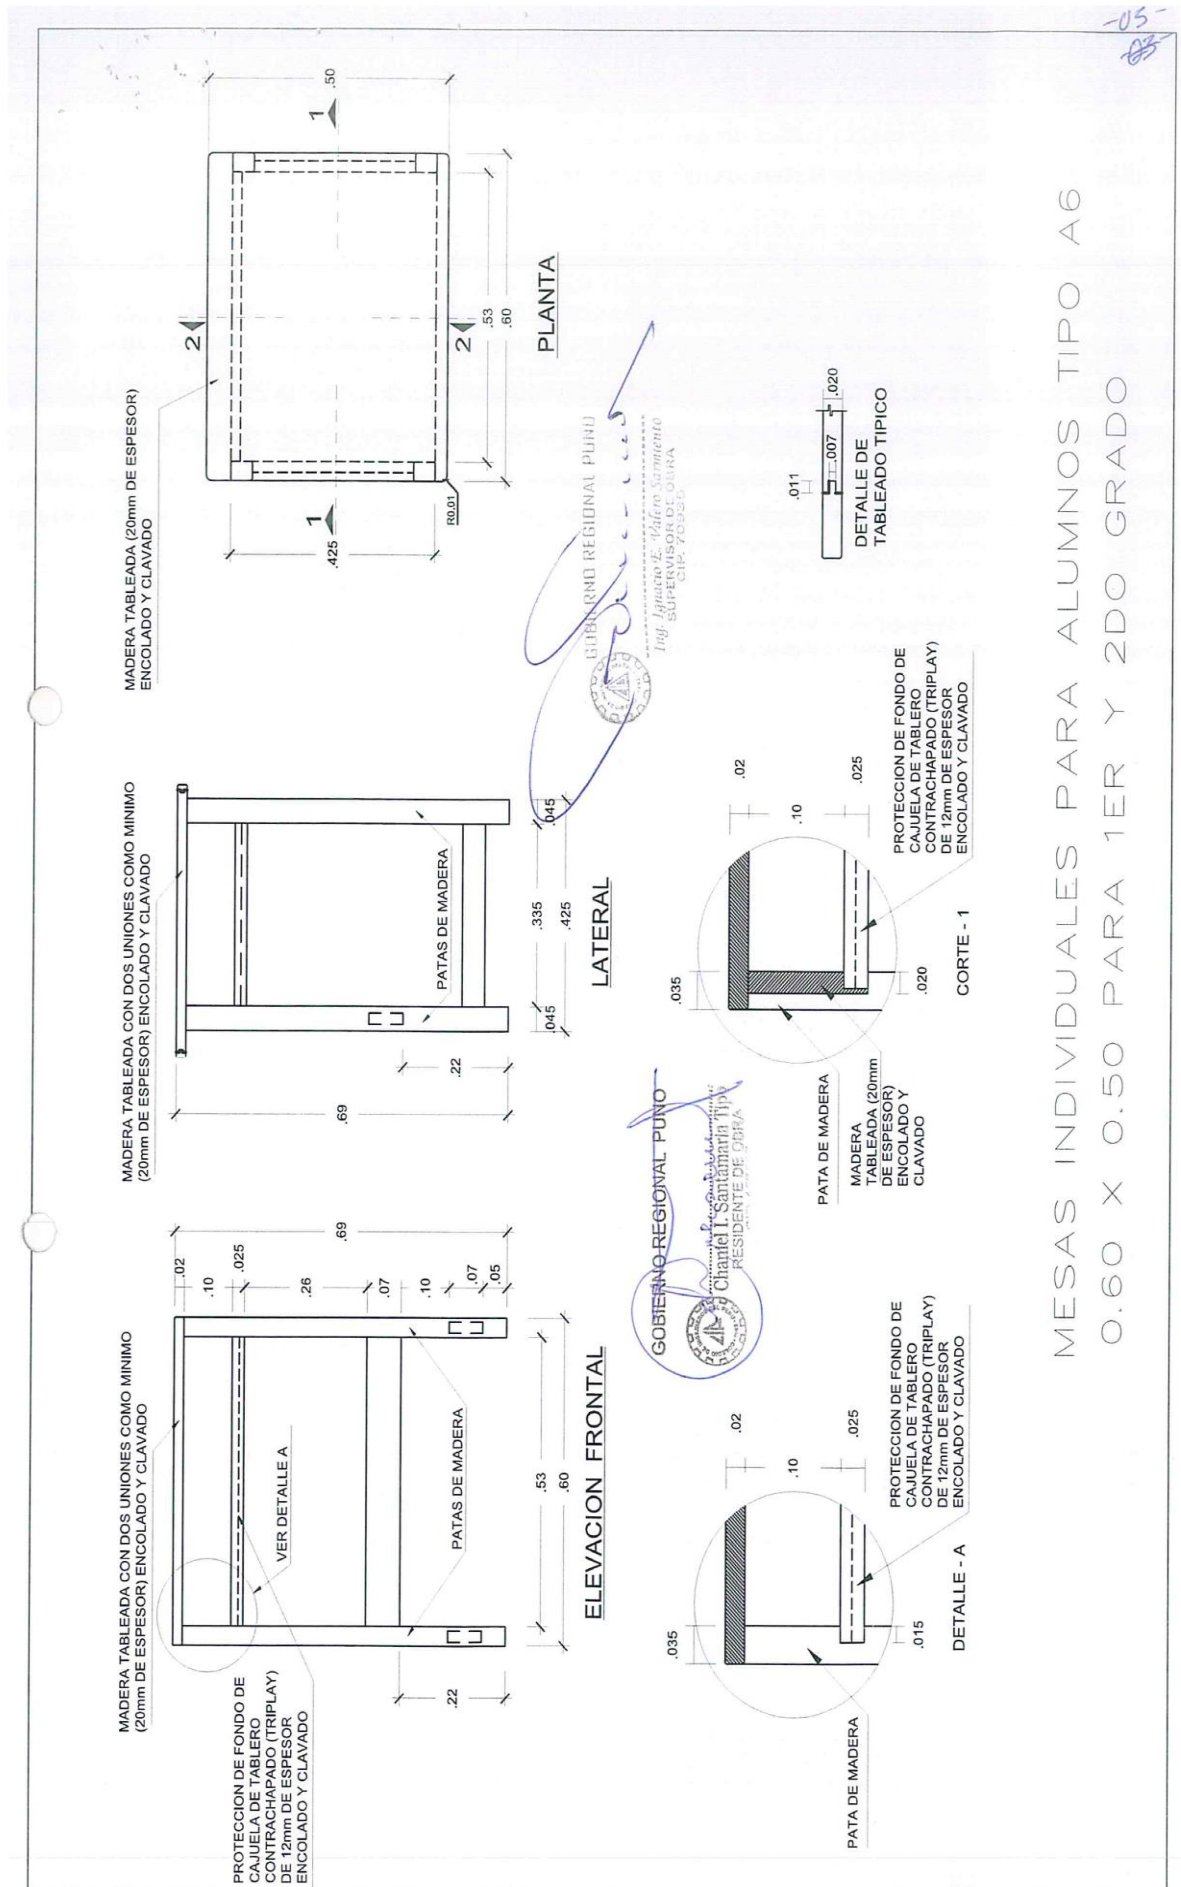 -05-
MADERA TABLEADA CON DOS UNIONES COMO MINIMO
(20mm DE ESPESOR) ENCOLADO Y CLAVADO
PROTECCION DE FONDO DE
CAJUELA DE TABLERO
CONTRACHAPADO (TRIPLAY)
DE 12mm DE ESPESOR
ENCOLADO Y CLAVADO
VER DETALLE A
PATAS DE MADERA
.02
.10
.025
.26
.07
.10
.07
.05
.69
.22
.53
.60
ELEVACION FRONTAL
MADERA TABLEADA CON DOS UNIONES COMO MINIMO
(20mm DE ESPESOR) ENCOLADO Y CLAVADO
PATAS DE MADERA
.69
.22
.045
.335
.045
.425
LATERAL
MADERA TABLEADA (20mm DE ESPESOR)
ENCOLADO Y CLAVADO
2
2
1
1
.50
.425
R0.01
.53
.60
PLANTA
PATA DE MADERA
.035
.02
.10
.025
.015
PROTECCION DE FONDO DE
CAJUELA DE TABLERO
CONTRACHAPADO (TRIPLAY)
DE 12mm DE ESPESOR
ENCOLADO Y CLAVADO
DETALLE - A
GOBIERNO REGIONAL PUNO
Chanfel I. Santamaria Tipo
RESIDENTE DE OBRA
PATA DE MADERA
MADERA
TABLEADA (20mm
DE ESPESOR)
ENCOLADO Y
CLAVADO
.035
.02
.10
.025
.020
PROTECCION DE FONDO DE
CAJUELA DE TABLERO
CONTRACHAPADO (TRIPLAY)
DE 12mm DE ESPESOR
ENCOLADO Y CLAVADO
CORTE - 1
GOBIERNO REGIONAL PUNO
Ing. Ignacio E. Valero Sarmiento
SUPERVISOR DE OBRA
.011
.007
.020
DETALLE DE
TABLEADO TIPICO
MESAS INDIVIDUALES PARA ALUMNOS TIPO A6
0.60 X 0.50 PARA 1ER Y 2DO GRADO